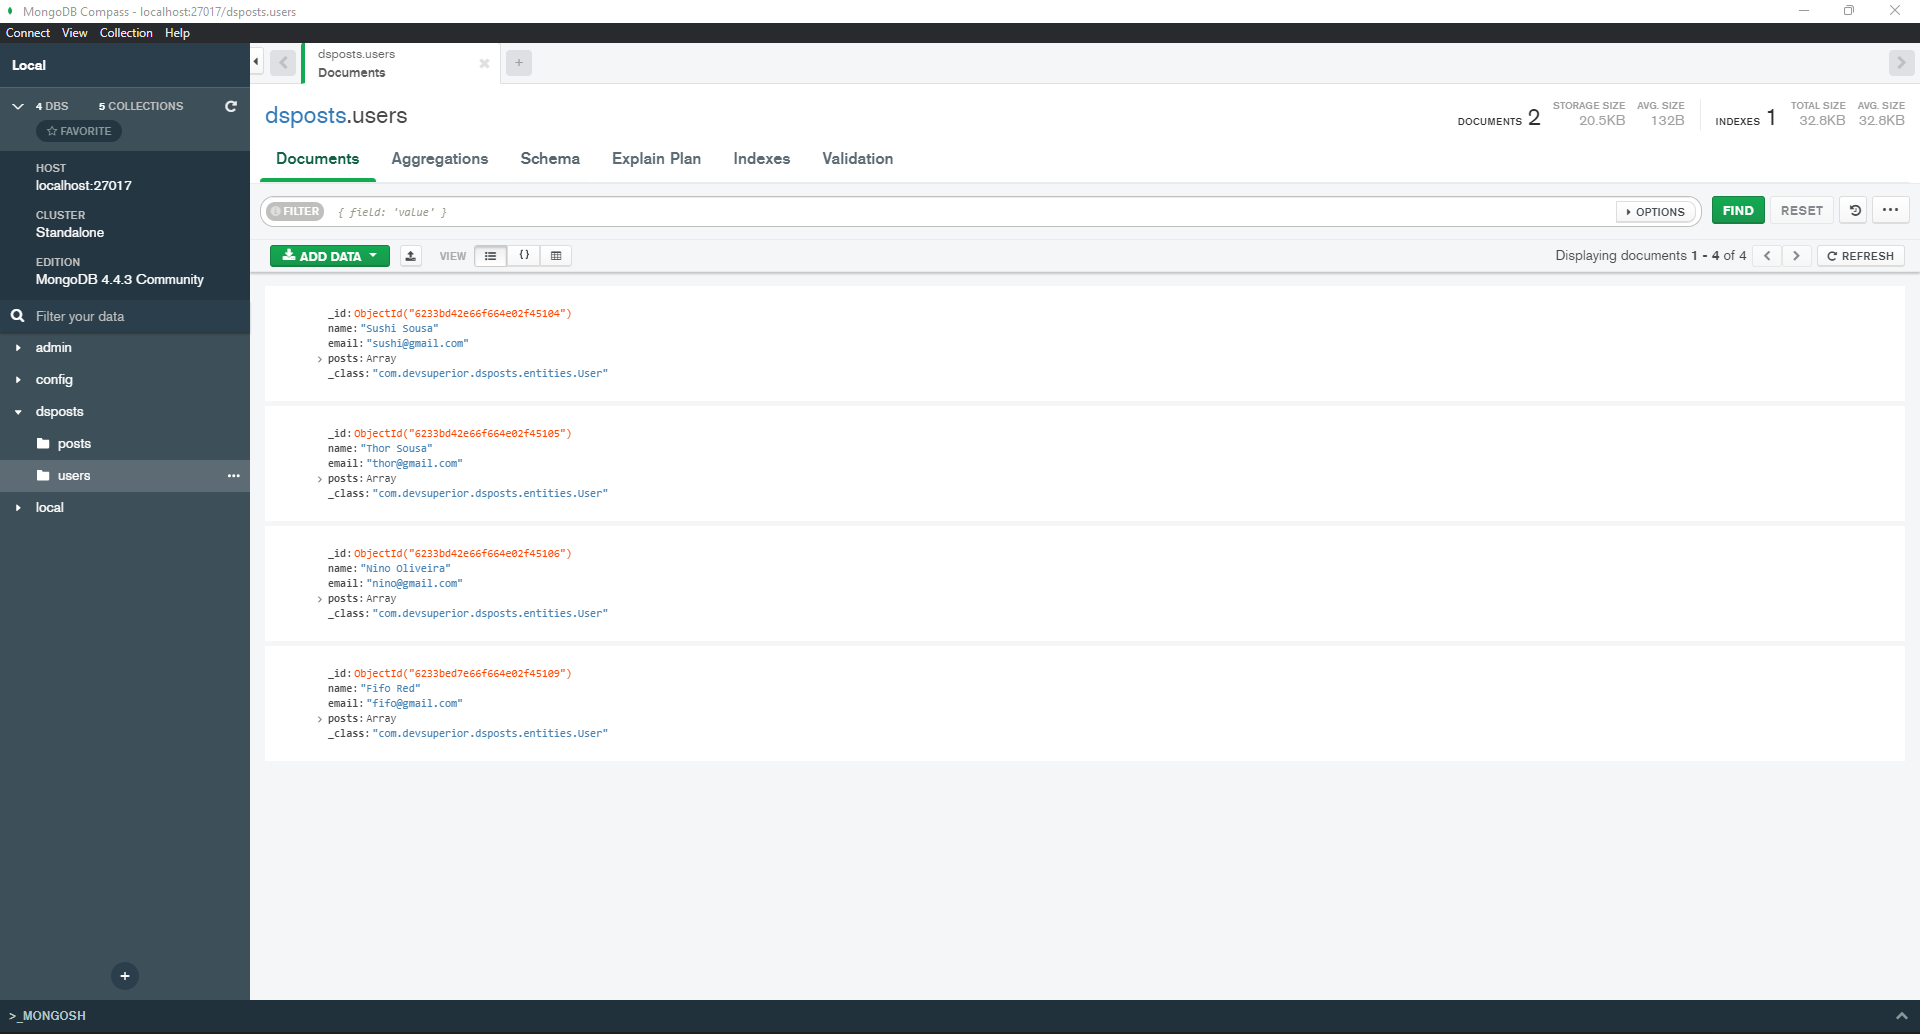 MongoDB Compass - localhost:27017/dsposts.users
Connect View Collection Help
Local
4 DBS 5 COLLECTIONS
FAVORITE
HOST
localhost:27017
CLUSTER
Standalone
EDITION
MongoDB 4.4.3 Community
Filter your data
admin
config
dsposts
posts
users
local
dsposts.users
Documents
dsposts.users
DOCUMENTS 2
STORAGE SIZE
20.5KB
AVG. SIZE
132B
INDEXES 1
TOTAL SIZE
32.8KB
AVG. SIZE
32.8KB
Documents Aggregations Schema Explain Plan Indexes Validation
FILTER { field: 'value' } OPTIONS FIND RESET
ADD DATA VIEW {} Displaying documents 1 - 4 of 4 REFRESH
_id: ObjectId("6233bd42e66f664e02f45104")
name: "Sushi Sousa"
email: "sushi@gmail.com"
posts: Array
_class: "com.devsuperior.dsposts.entities.User"
_id: ObjectId("6233bd42e66f664e02f45105")
name: "Thor Sousa"
email: "thor@gmail.com"
posts: Array
_class: "com.devsuperior.dsposts.entities.User"
_id: ObjectId("6233bd42e66f664e02f45106")
name: "Nino Oliveira"
email: "nino@gmail.com"
posts: Array
_class: "com.devsuperior.dsposts.entities.User"
_id: ObjectId("6233bed7e66f664e02f45109")
name: "Fifo Red"
email: "fifo@gmail.com"
posts: Array
_class: "com.devsuperior.dsposts.entities.User"
>_MONGOSH